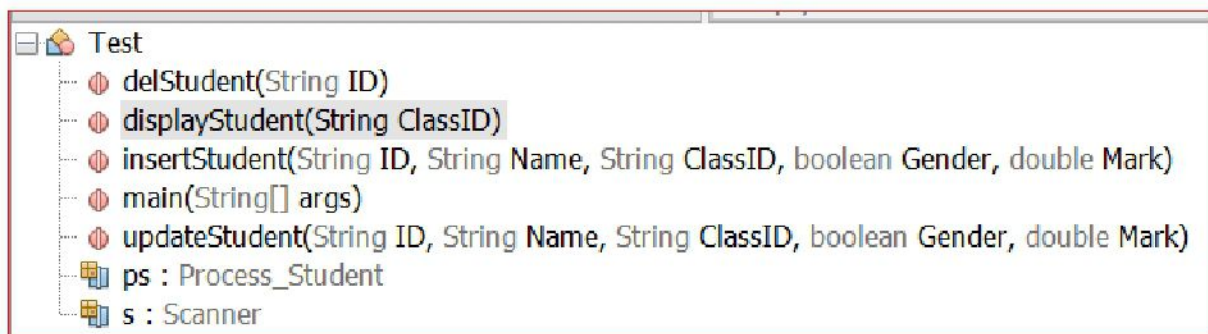 Test
delStudent(String ID)
displayStudent(String ClassID)
insertStudent(String ID, String Name, String ClassID, boolean Gender, double Mark)
main(String[] args)
updateStudent(String ID, String Name, String ClassID, boolean Gender, double Mark)
ps : Process_Student
s : Scanner